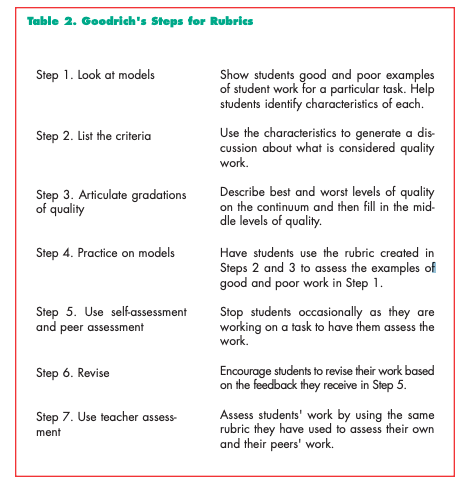 Table 2. Goodrich's Steps for Rubrics
Step 1. Look at models
Show students good and poor examples
of student work for a particular task. Help
students identify characteristics of each.
Step 2. List the criteria
Use the characteristics to generate a dis-
cussion about what is considered quality
work.
Step 3. Articulate gradations
of quality
Describe best and worst levels of quality
on the continuum and then fill in the mid-
dle levels of quality.
Step 4. Practice on models
Have students use the rubric created in
Steps 2 and 3 to assess the examples of
good and poor work in Step 1.
Step 5. Use self-assessment
and peer assessment
Stop students occasionally as they are
working on a task to have them assess the
work.
Step 6. Revise
Encourage students to revise their work based
on the feedback they receive in Step 5.
Step 7. Use teacher assess-
ment
Assess students' work by using the same
rubric they have used to assess their own
and their peers' work.